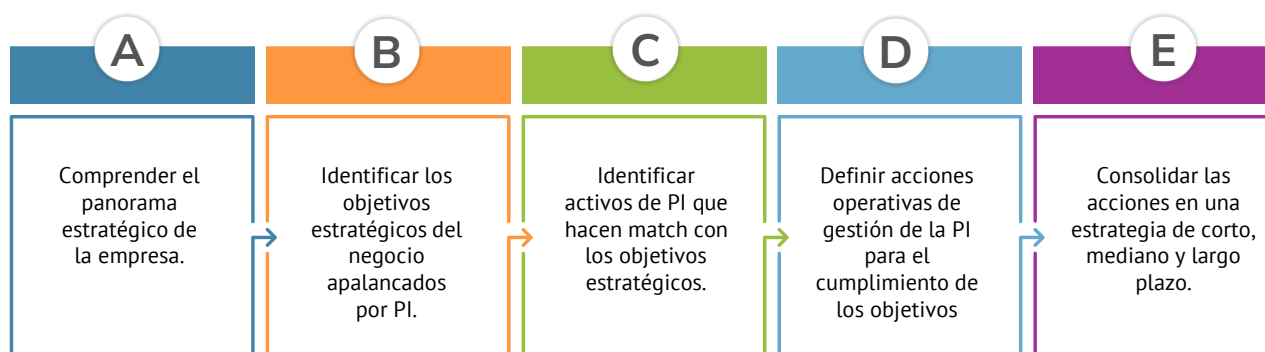 A
Comprender el
panorama
estratégico de
la empresa.
B
Identificar los
objetivos
estratégicos del
negocio
apalancados
por PI.
C
Identificar
activos de PI que
hacen match con
los objetivos
estratégicos.
D
Definir acciones
operativas de
gestión de la PI
para el
cumplimiento de
los objetivos
E
Consolidar las
acciones en una
estrategia de corto,
mediano y largo
plazo.